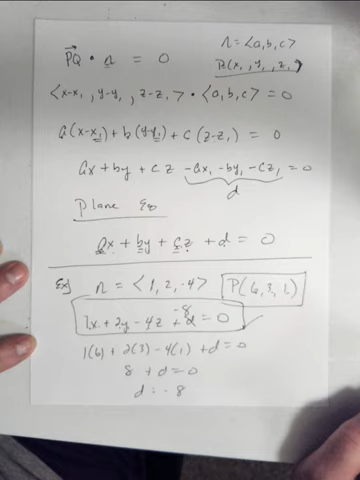 PQ · n = 0
n = <a, b, c>
P(x₁, y₁, z₁)
<x-x₁, y-y₁, z-z₁> · <a, b, c> = 0
a(x-x₁) + b(y-y₁) + c(z-z₁) = 0
ax + by + cz -ax₁ -by₁ -cz₁ = 0
d
Plane Eq
ax + by + cz + d = 0
Ex) n = <1, 2, -4> P(6, 3, 1)
1x + 2y - 4z + d = 0
-8
1(6) + 2(3) - 4(1) + d = 0
8 + d = 0
d = -8